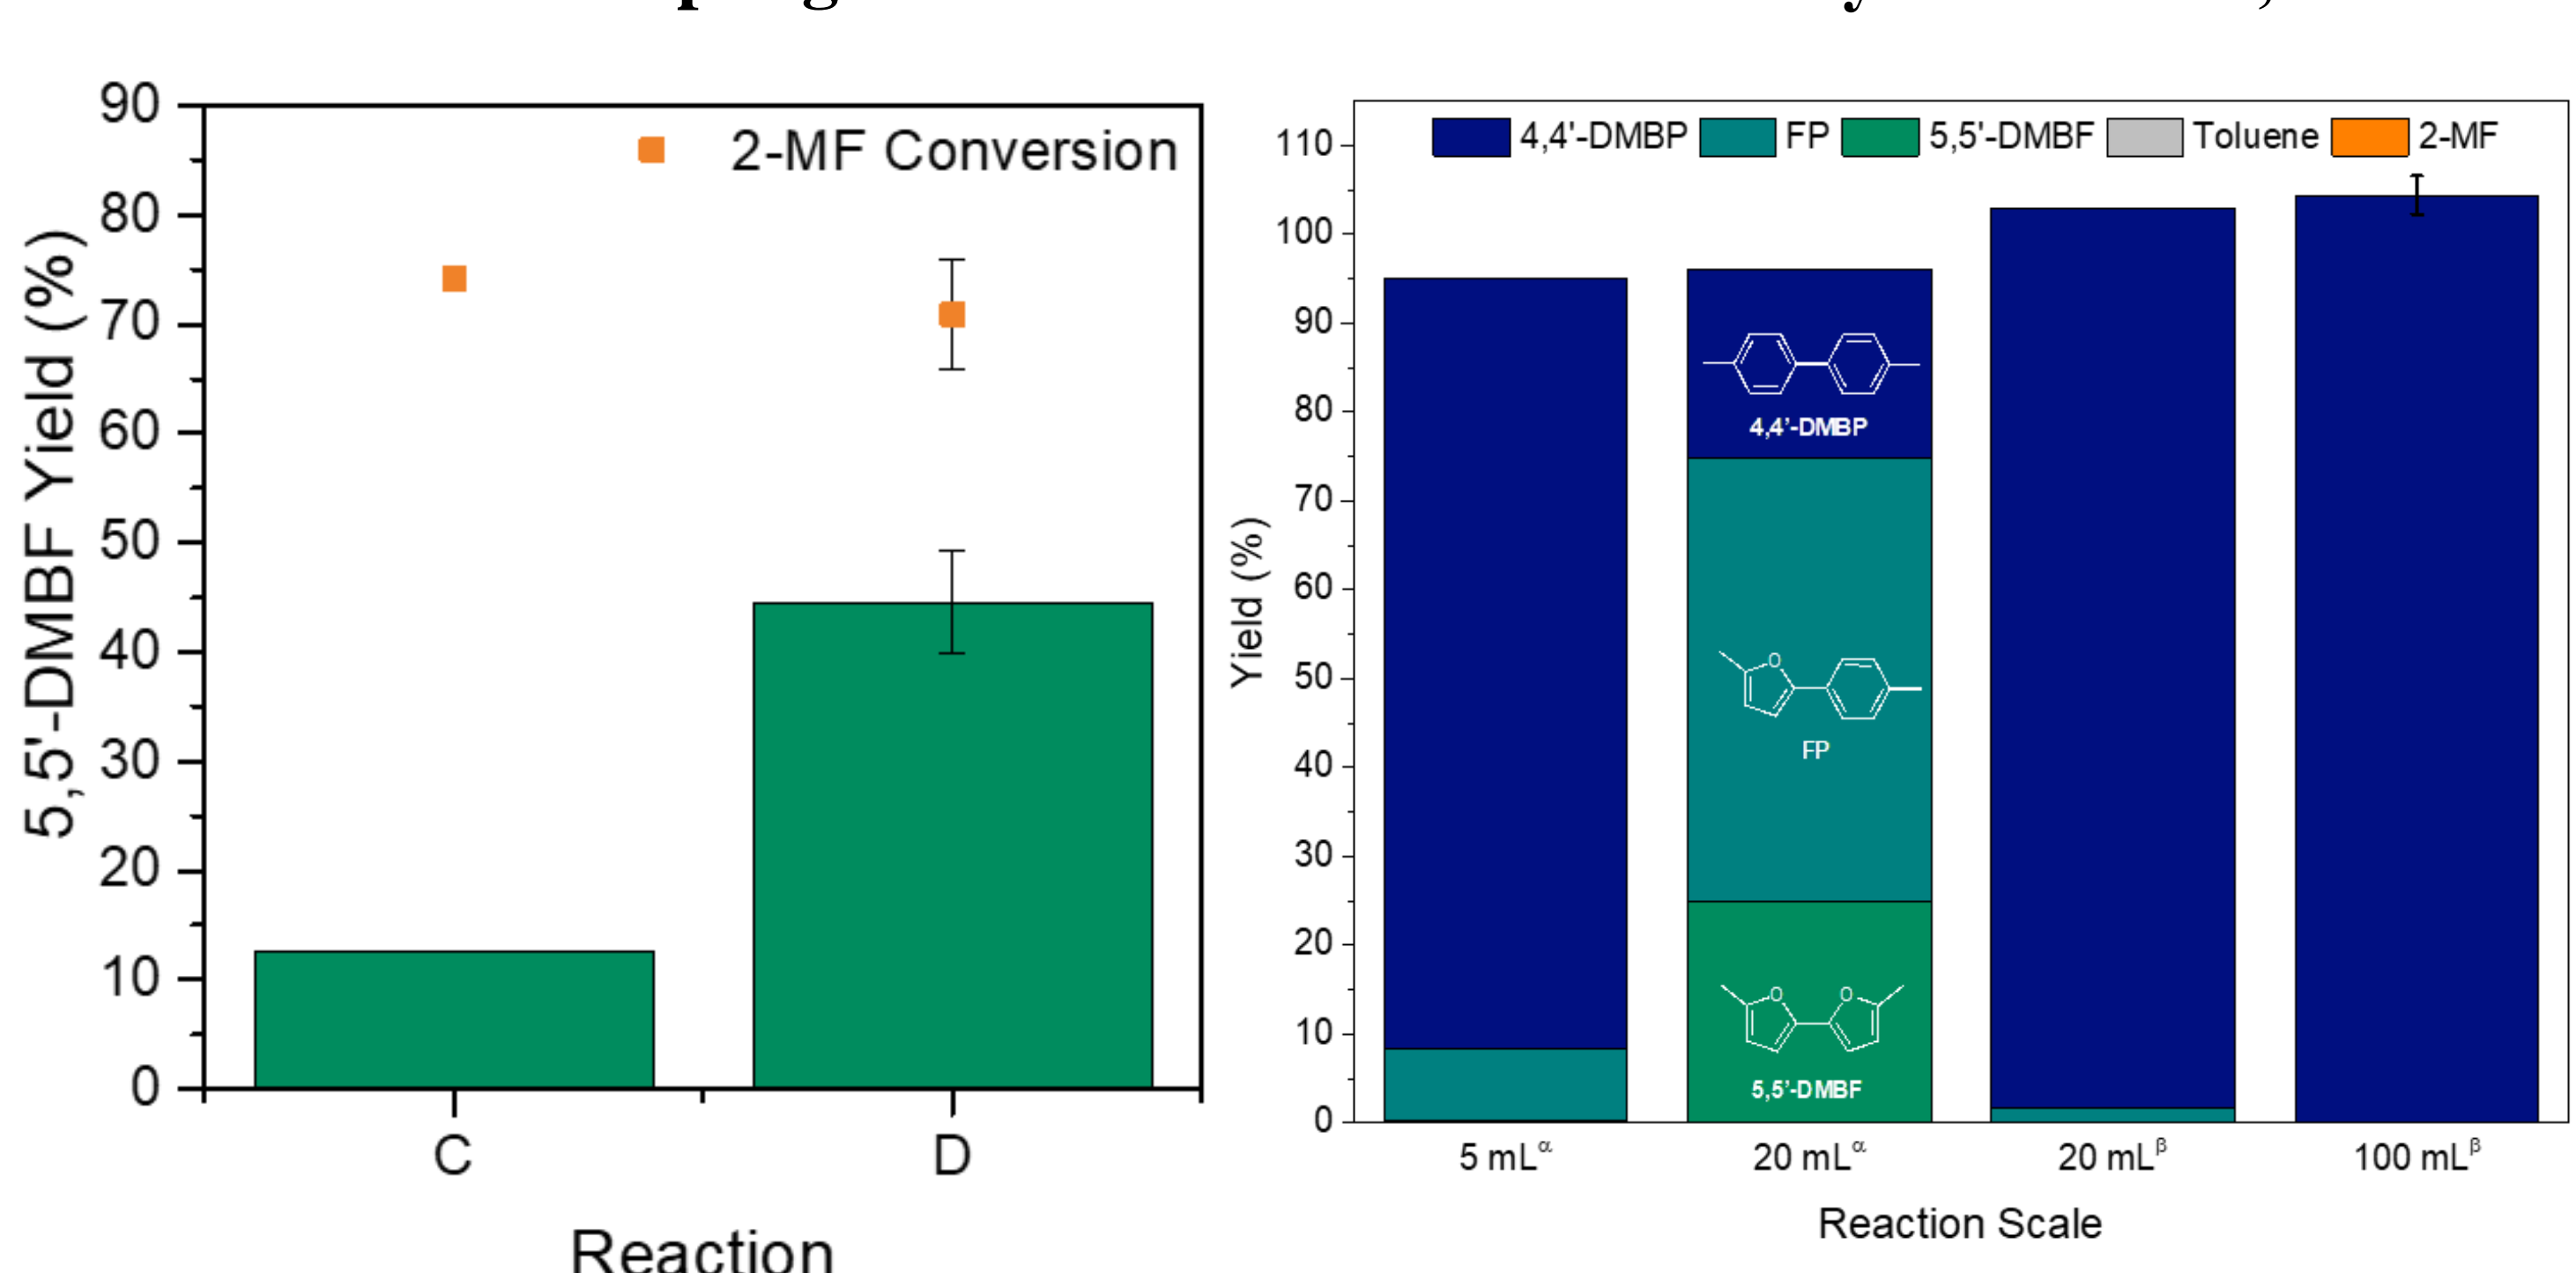 90
80
70
60
50
40
30
20
10
0
5,5'-DMBF Yield (%)
2-MF Conversion
C D
Reaction
4,4'-DMBP FP 5,5'-DMBF Toluene 2-MF
110
100
90
80
70
60
50
40
30
20
10
0
Yield (%)
4,4'-DMBP
O
FP
O O
5,5'-DMBF
5 mLα 20 mLα 20 mLβ 100 mLβ
Reaction Scale